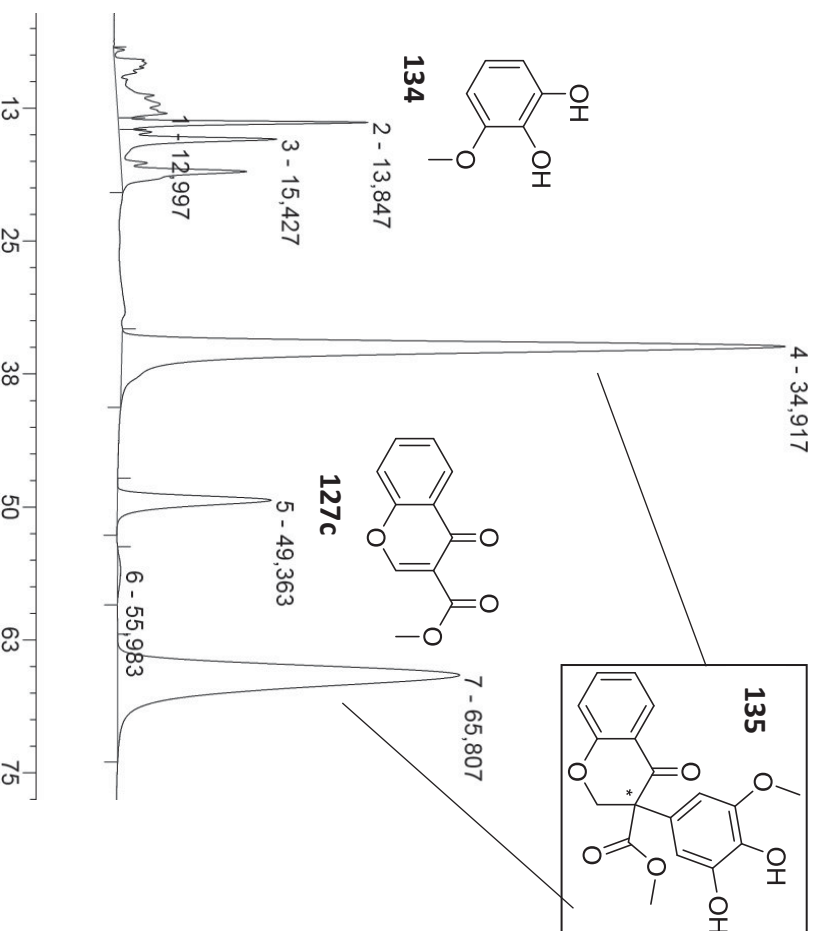 134
OH
OH
O
1 - 12,997
2 - 13,847
3 - 15,427
4 - 34,917
5 - 49,363
6 - 55,983
7 - 65,807
127c
O
O
O
O
135
O
O
*
O
O
O
OH
OH
13
25
38
50
63
75